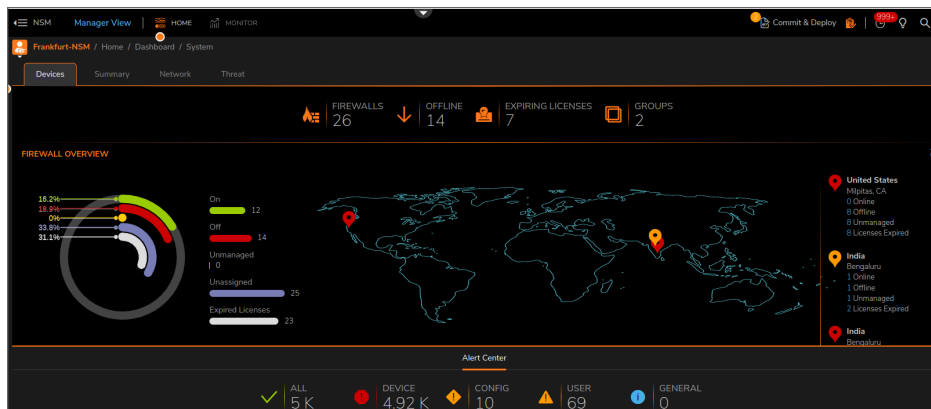 NSM Manager View HOME MONITOR Commit & Deploy 999+
Frankfurt-NSM / Home / Dashboard / System
Devices Summary Network Threat
FIREWALLS OFFLINE EXPIRING LICENSES GROUPS
26 14 7 2
FIREWALL OVERVIEW
16.2%
18.9%
0%
33.8%
31.1%
On
12
Off
14
Unmanaged
0
Unassigned
25
Expired Licenses
23
United States
Milpitas, CA
0 Online
8 Offline
8 Unmanaged
8 Licenses Expired
India
Bengaluru
1 Online
1 Offline
1 Unmanaged
2 Licenses Expired
India
Bengaluru
Alert Center
ALL DEVICE CONFIG USER GENERAL
5 K 4.92 K 10 69 0